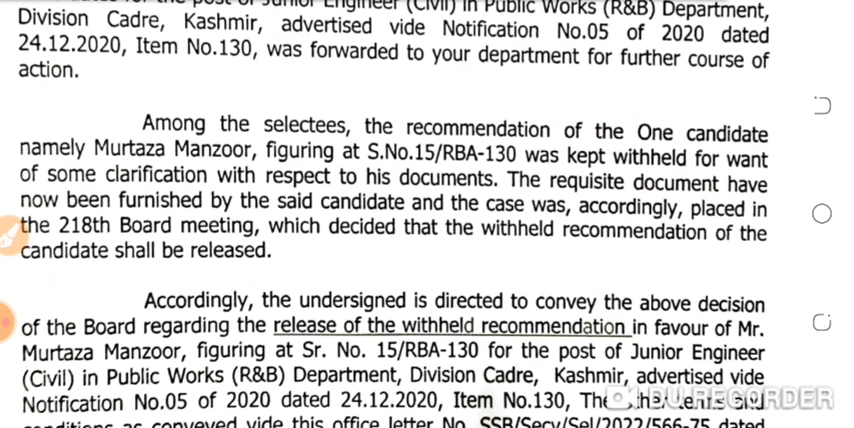 the post of Junior Engineer (Civil) in Public Works (R&B) Department,
Division Cadre, Kashmir, advertised vide Notification No.05 of 2020 dated
24.12.2020, Item No.130, was forwarded to your department for further course of
action.
Among the selectees, the recommendation of the One candidate
namely Murtaza Manzoor, figuring at S.No.15/RBA-130 was kept withheld for want
of some clarification with respect to his documents. The requisite document have
now been furnished by the said candidate and the case was, accordingly, placed in
the 218th Board meeting, which decided that the withheld recommendation of the
candidate shall be released.
Accordingly, the undersigned is directed to convey the above decision
of the Board regarding the release of the withheld recommendation in favour of Mr.
Murtaza Manzoor, figuring at Sr. No. 15/RBA-130 for the post of Junior Engineer
(Civil) in Public Works (R&B) Department, Division Cadre, Kashmir, advertised vide
Notification No.05 of 2020 dated 24.12.2020, Item No.130, The other terms and
DU RECORDER
conditions as conveyed vide this office letter No. SSB/Secy/Sel/2022/566-75 dated